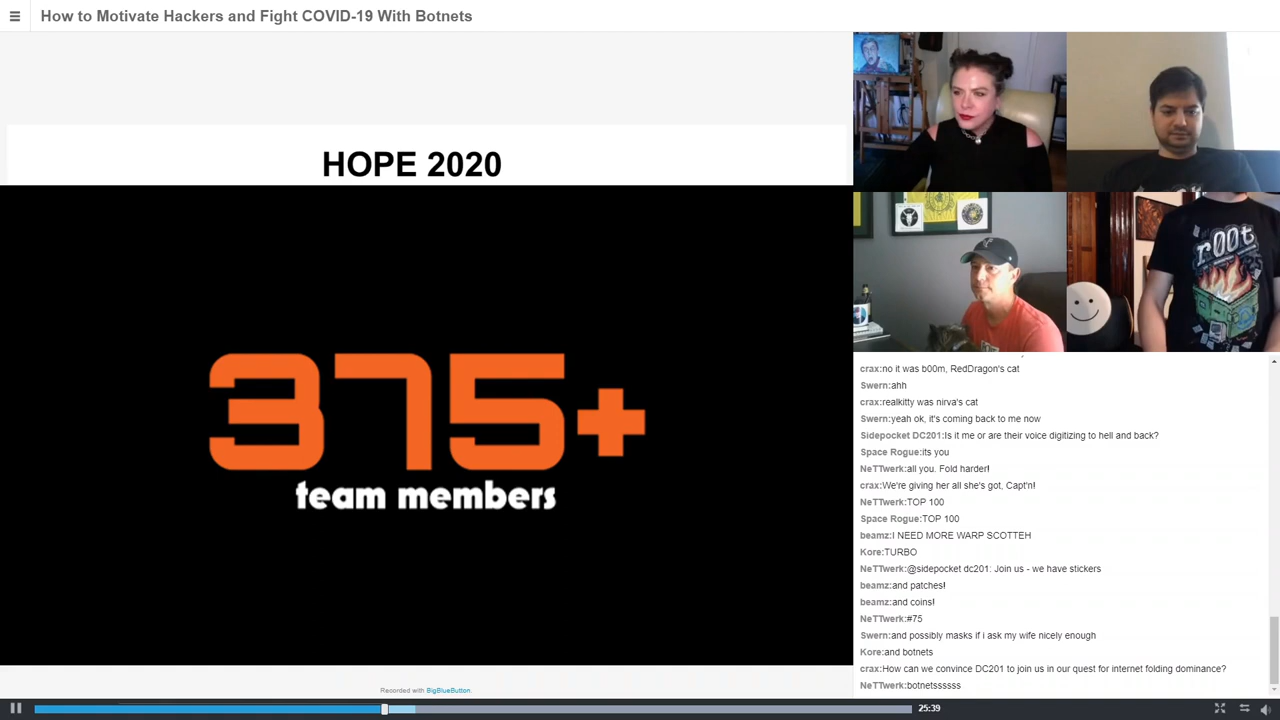 How to Motivate Hackers and Fight COVID-19 With Botnets
HOPE 2020
375+
team members
Recorded with BigBlueButton.
r00t
crax:no it was b00m, RedDragon's cat
Swern:ahh
crax:realkitty was nirva's cat
Swern:yeah ok, it's coming back to me now
Sidepocket DC201:Is it me or are their voice digitizing to hell and back?
Space Rogue:its you
NeTTwerk:all you. Fold harder!
crax:We're giving her all she's got, Capt'n!
NeTTwerk:TOP 100
Space Rogue:TOP 100
beamz:I NEED MORE WARP SCOTTEH
Kore:TURBO
NeTTwerk:@sidepocket dc201: Join us - we have stickers
beamz:and patches!
beamz:and coins!
NeTTwerk:#75
Swern:and possibly masks if i ask my wife nicely enough
Kore:and botnets
crax:How can we convince DC201 to join us in our quest for internet folding dominance?
NeTTwerk:botnetssssss
25:39